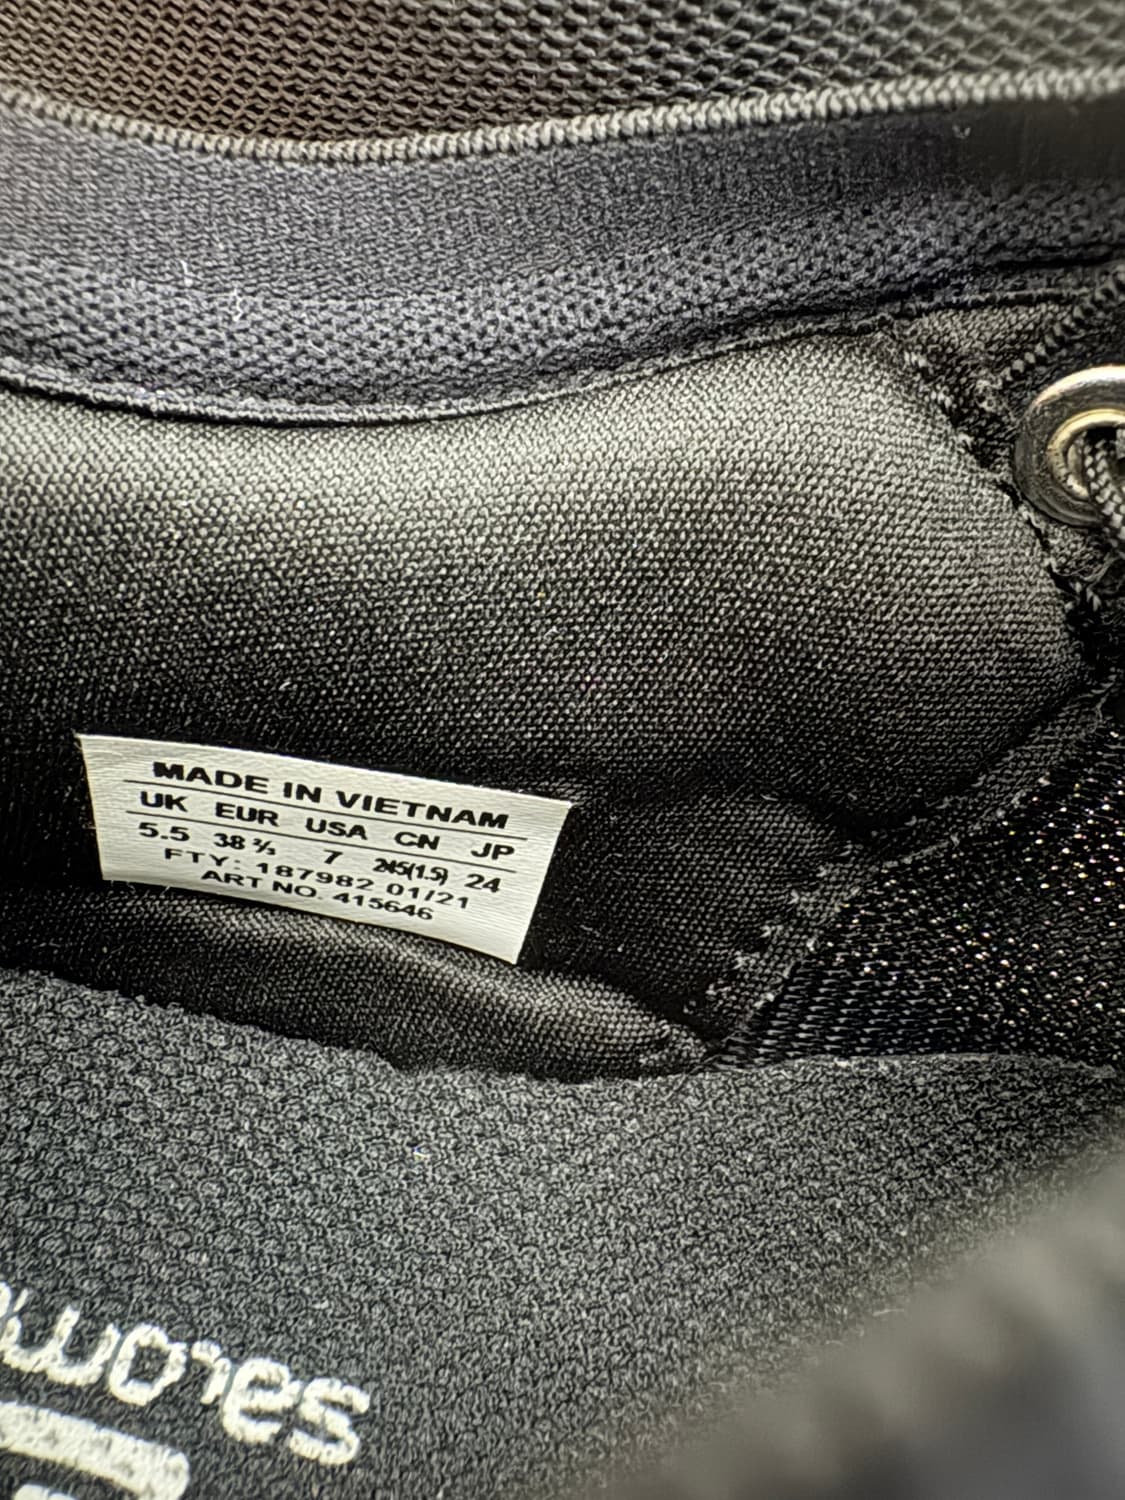 MADE IN VIETNAM
UK EUR USA CN JP
5.5 38 ⅔ 7 245(1.5) 24
FTY: 187982 01/21
ART NO. 415646
salom